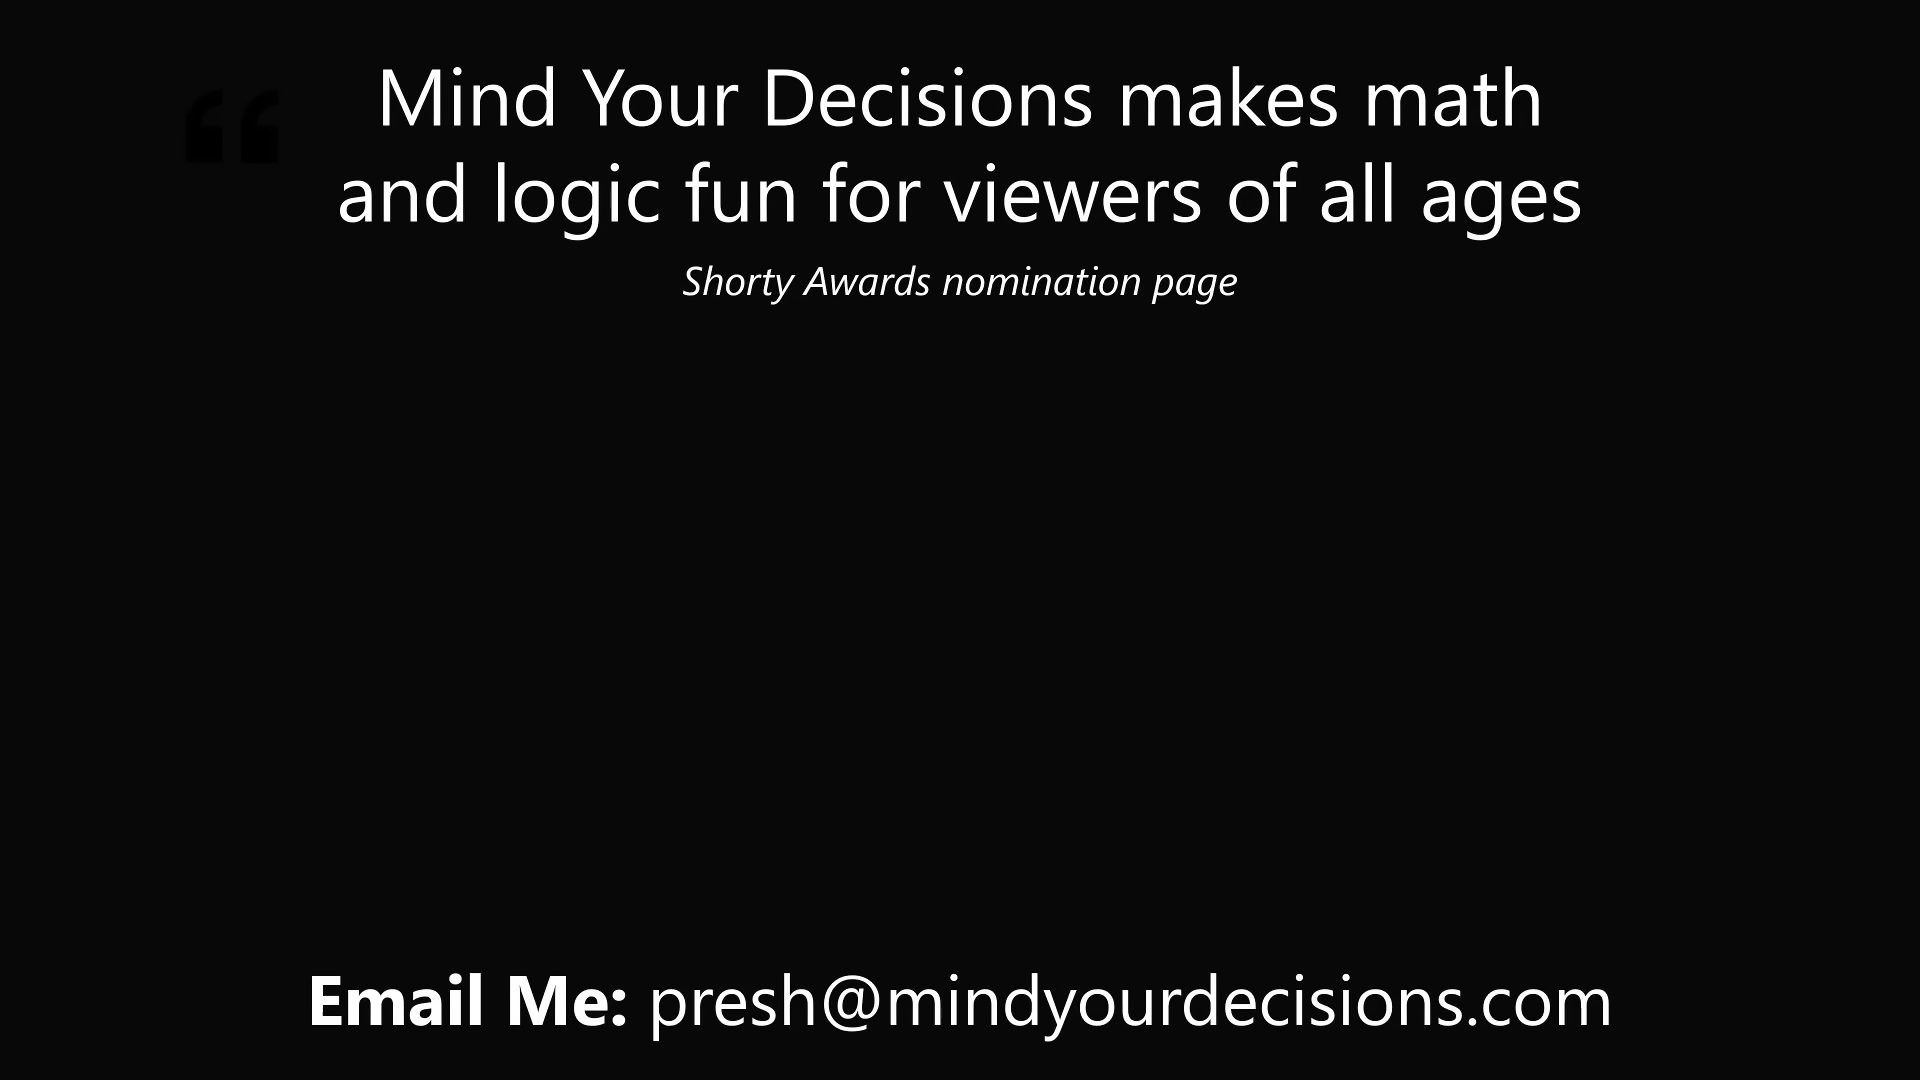 “
Mind Your Decisions makes math
and logic fun for viewers of all ages
Shorty Awards nomination page
Email Me: presh@mindyourdecisions.com